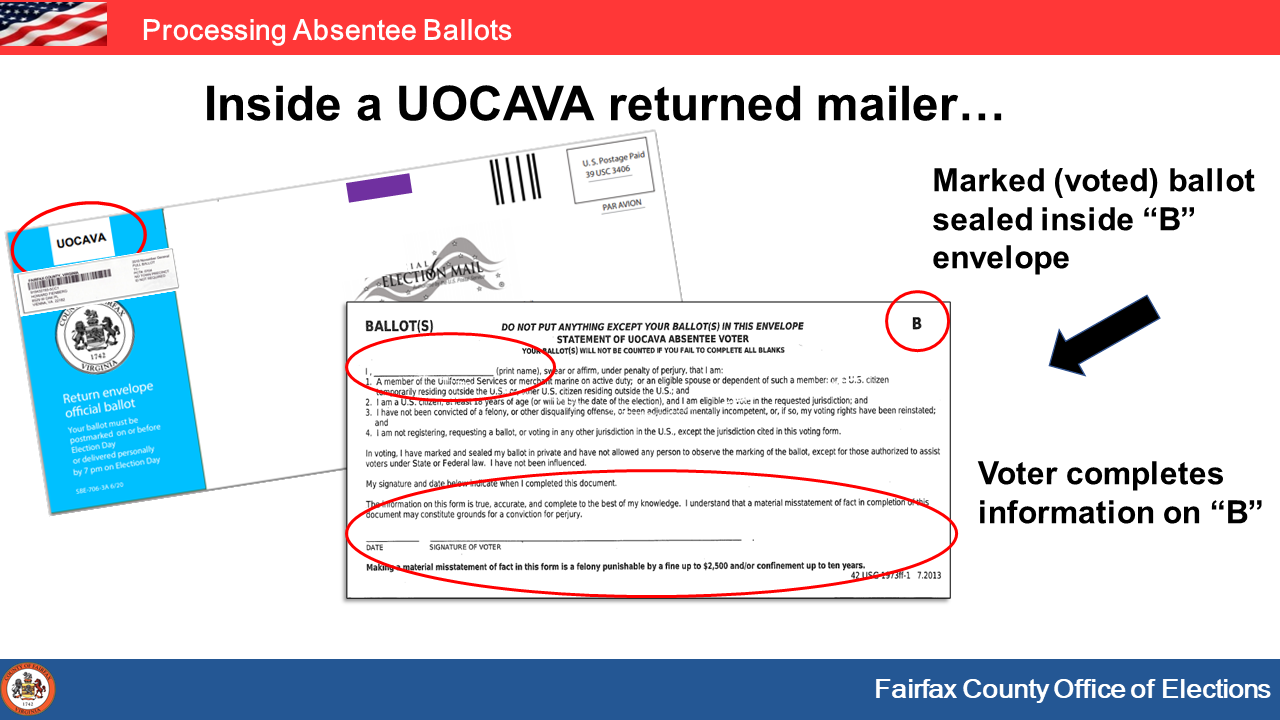 Processing Absentee Ballots
Inside a UOCAVA returned mailer…
U.S. Postage Paid
39 USC 3406
PAR AVION
UOCAVA
FAIRFAX COUNTY, VIRGINIA
ELECTION MAIL
COUNTY FAIRFAX
1742
VIRGINIA
Return envelope
official ballot
Your ballot must be
postmarked on or before
Election Day
or delivered personally
by 7 pm on Election Day
SBE-706-3A 6/20
Marked (voted) ballot
sealed inside “B”
envelope
BALLOT(S)
DO NOT PUT ANYTHING EXCEPT YOUR BALLOT(S) IN THIS ENVELOPE
B
STATEMENT OF UOCAVA ABSENTEE VOTER
YOUR BALLOT(S) WILL NOT BE COUNTED IF YOU FAIL TO COMPLETE ALL BLANKS
I , ________________________ (print name), swear or affirm, under penalty of perjury, that I am:
1. A member of the Uniformed Services or merchant marine on active duty; or an eligible spouse or dependent of such a member: or, a U.S. citizen
temporarily residing outside the U.S.; or other U.S. citizen residing outside the U.S.; and
2. I am a U.S. citizen, at least 18 years of age (or will be by the date of the election), and I am eligible to vote in the requested jurisdiction; and
3. I have not been convicted of a felony, or other disqualifying offense, or been adjudicated mentally incompetent, or, if so, my voting rights have been reinstated;
and
4. I am not registering, requesting a ballot, or voting in any other jurisdiction in the U.S., except the jurisdiction cited in this voting form.
In voting, I have marked and sealed my ballot in private and have not allowed any person to observe the marking of the ballot, except for those authorized to assist
voters under State or Federal law. I have not been influenced.
My signature and date below indicate when I completed this document.
The information on this form is true, accurate, and complete to the best of my knowledge. I understand that a material misstatement of fact in completion of this
document may constitute grounds for a conviction for perjury.
DATE SIGNATURE OF VOTER
Making a material misstatement of fact in this form is a felony punishable by a fine up to $2,500 and/or confinement up to ten years.
42 USC 1973ff-1 7.2013
Voter completes
information on “B”
Fairfax County Office of Elections
1742